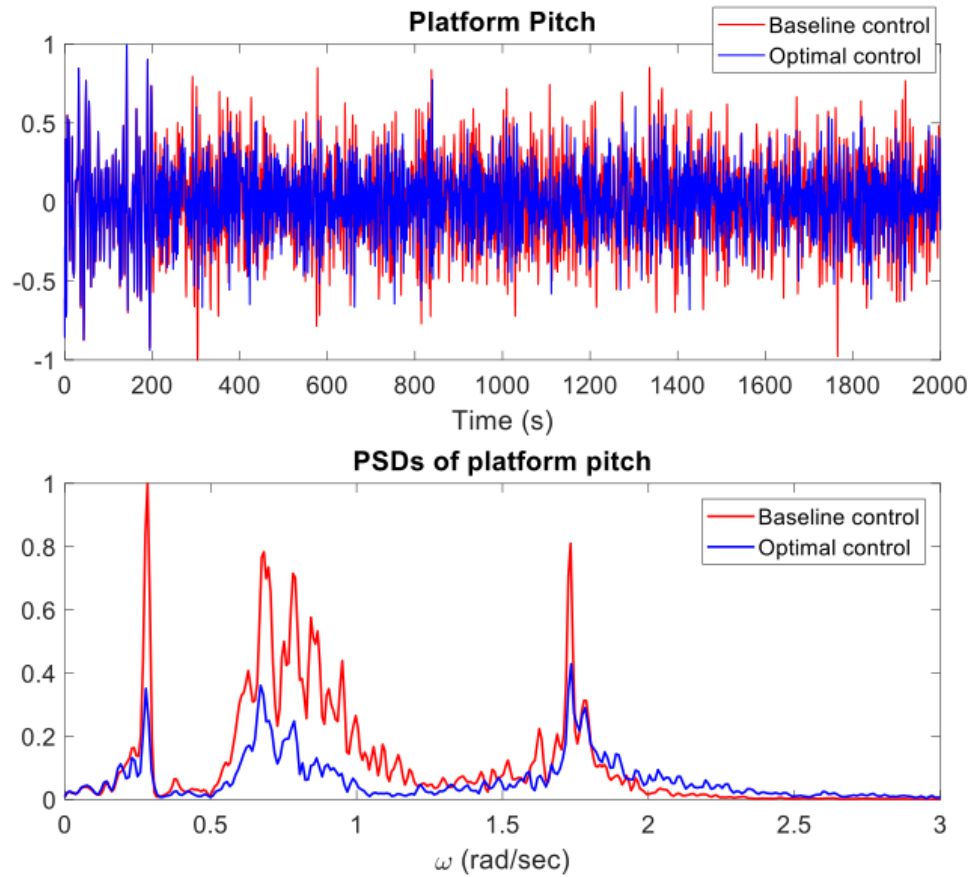 Platform Pitch
Baseline control
Optimal control
1
0.5
0
-0.5
-1
0 200 400 600 800 1000 1200 1400 1600 1800 2000
Time (s)
PSDs of platform pitch
Baseline control
Optimal control
1
0.8
0.6
0.4
0.2
0
0 0.5 1 1.5 2 2.5 3
ω (rad/sec)